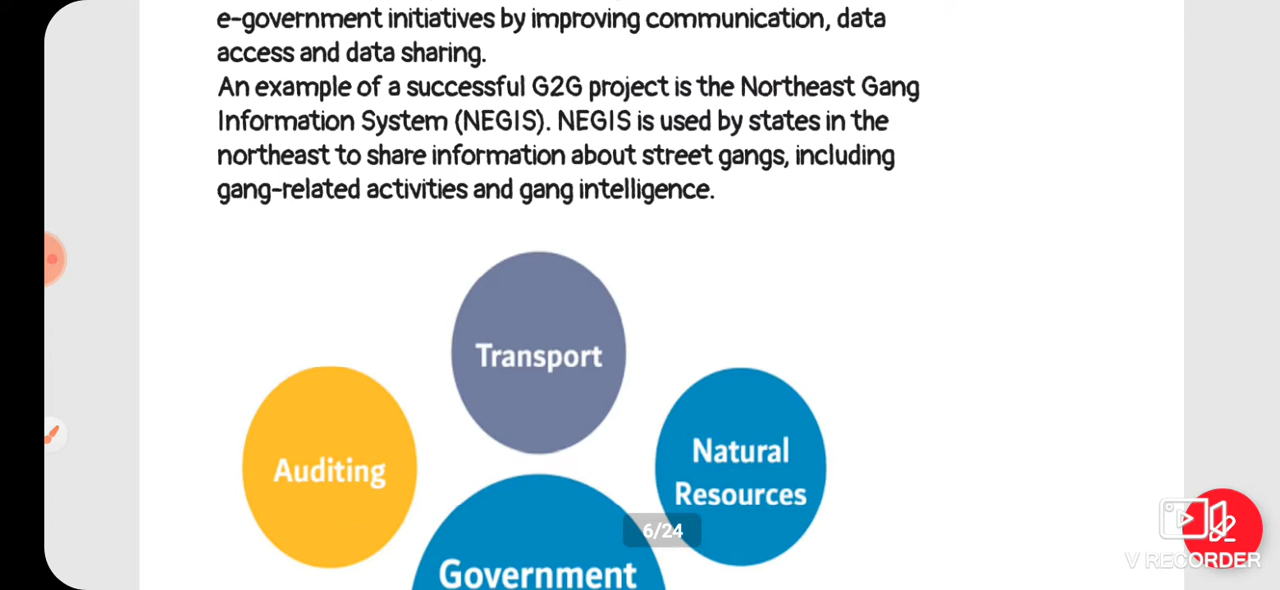 e-government initiatives by improving communication, data
access and data sharing.
An example of a successful G2G project is the Northeast Gang
Information System (NEGIS). NEGIS is used by states in the
northeast to share information about street gangs, including
gang-related activities and gang intelligence.
Transport
Auditing
Natural
Resources
6/24
Government
V RECORDER